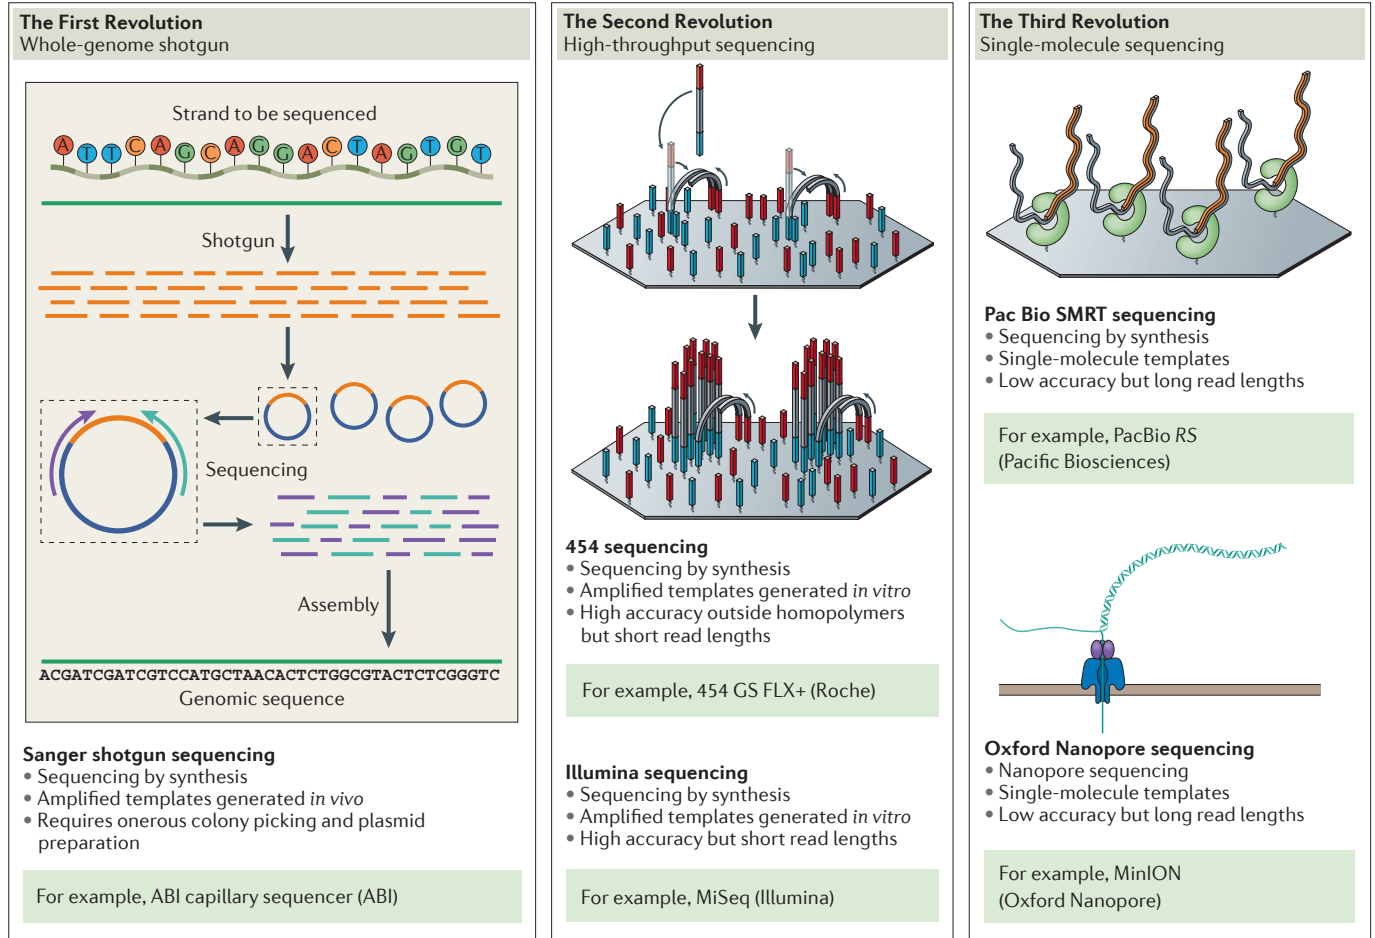 The First Revolution
Whole-genome shotgun
Strand to be sequenced
A T T C A G C A G G A C T A G T G T
Shotgun
Sequencing
Assembly
ACGATCGATCGTCCATGCTAACACTCTGGCGTACTCTCGGGTC
Genomic sequence
Sanger shotgun sequencing
• Sequencing by synthesis
• Amplified templates generated in vivo
• Requires onerous colony picking and plasmid
preparation
For example, ABI capillary sequencer (ABI)
The Second Revolution
High-throughput sequencing
454 sequencing
• Sequencing by synthesis
• Amplified templates generated in vitro
• High accuracy outside homopolymers
but short read lengths
For example, 454 GS FLX+ (Roche)
Illumina sequencing
• Sequencing by synthesis
• Amplified templates generated in vitro
• High accuracy but short read lengths
For example, MiSeq (Illumina)
The Third Revolution
Single-molecule sequencing
Pac Bio SMRT sequencing
• Sequencing by synthesis
• Single-molecule templates
• Low accuracy but long read lengths
For example, PacBio RS
(Pacific Biosciences)
Oxford Nanopore sequencing
• Nanopore sequencing
• Single-molecule templates
• Low accuracy but long read lengths
For example, MinION
(Oxford Nanopore)